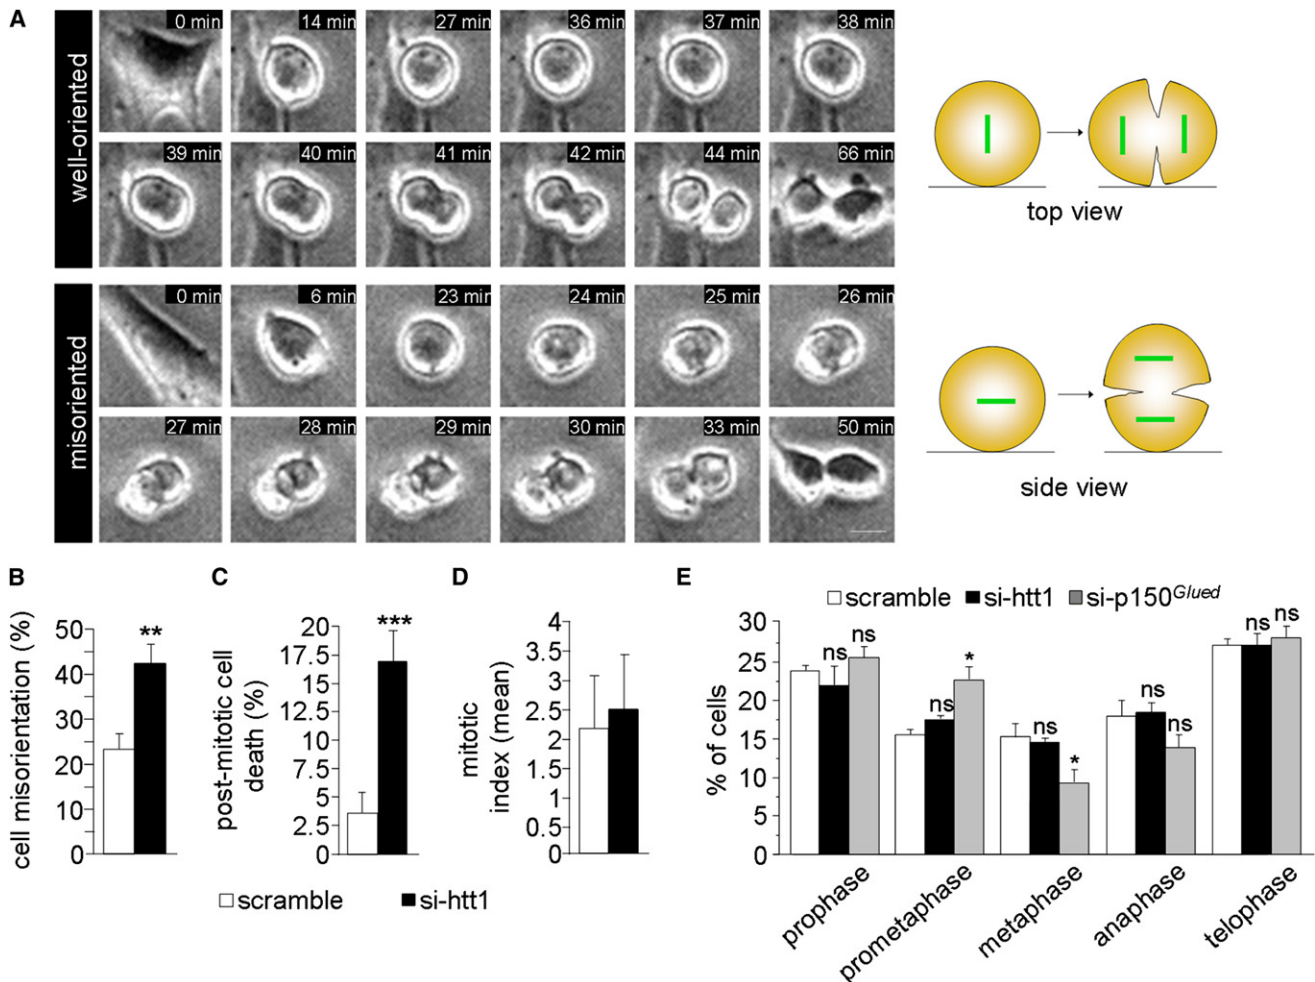 A
well-oriented
0 min
14 min
27 min
36 min
37 min
38 min
39 min
40 min
41 min
42 min
44 min
66 min
top view
misoriented
0 min
6 min
23 min
24 min
25 min
26 min
27 min
28 min
29 min
30 min
33 min
50 min
side view
B
cell misorientation (%)
50
40
30
20
10
0
**
C
post-mitotic cell
death (%)
20
17.5
15
12.5
10
7.5
5
2.5
0
***
scramble
si-htt1
D
mitotic
index (mean)
4
3.5
3
2.5
2
1.5
1
0.5
0
E
scramble
si-htt1
si-p150Glued
% of cells
30
25
20
15
10
5
0
ns
ns
ns
*
ns
*
ns
ns
ns
ns
prophase
prometaphase
metaphase
anaphase
telophase